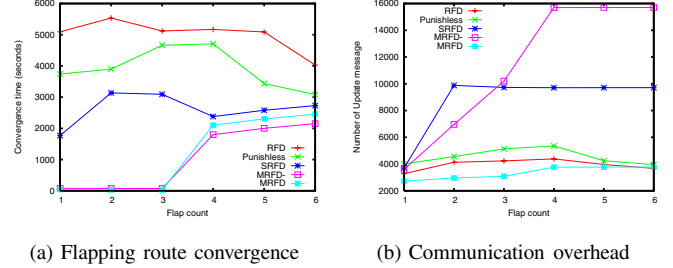 6000
5000
4000
3000
2000
1000
0
1 2 3 4 5 6
Convergence time (seconds)
Flap count
RFD
Punishless
SRFD
MRFD-
MRFD
(a) Flapping route convergence
16000
14000
12000
10000
8000
6000
4000
2000
1 2 3 4 5 6
Number of Update message
Flap count
RFD
Punishless
SRFD
MRFD-
MRFD
(b) Communication overhead